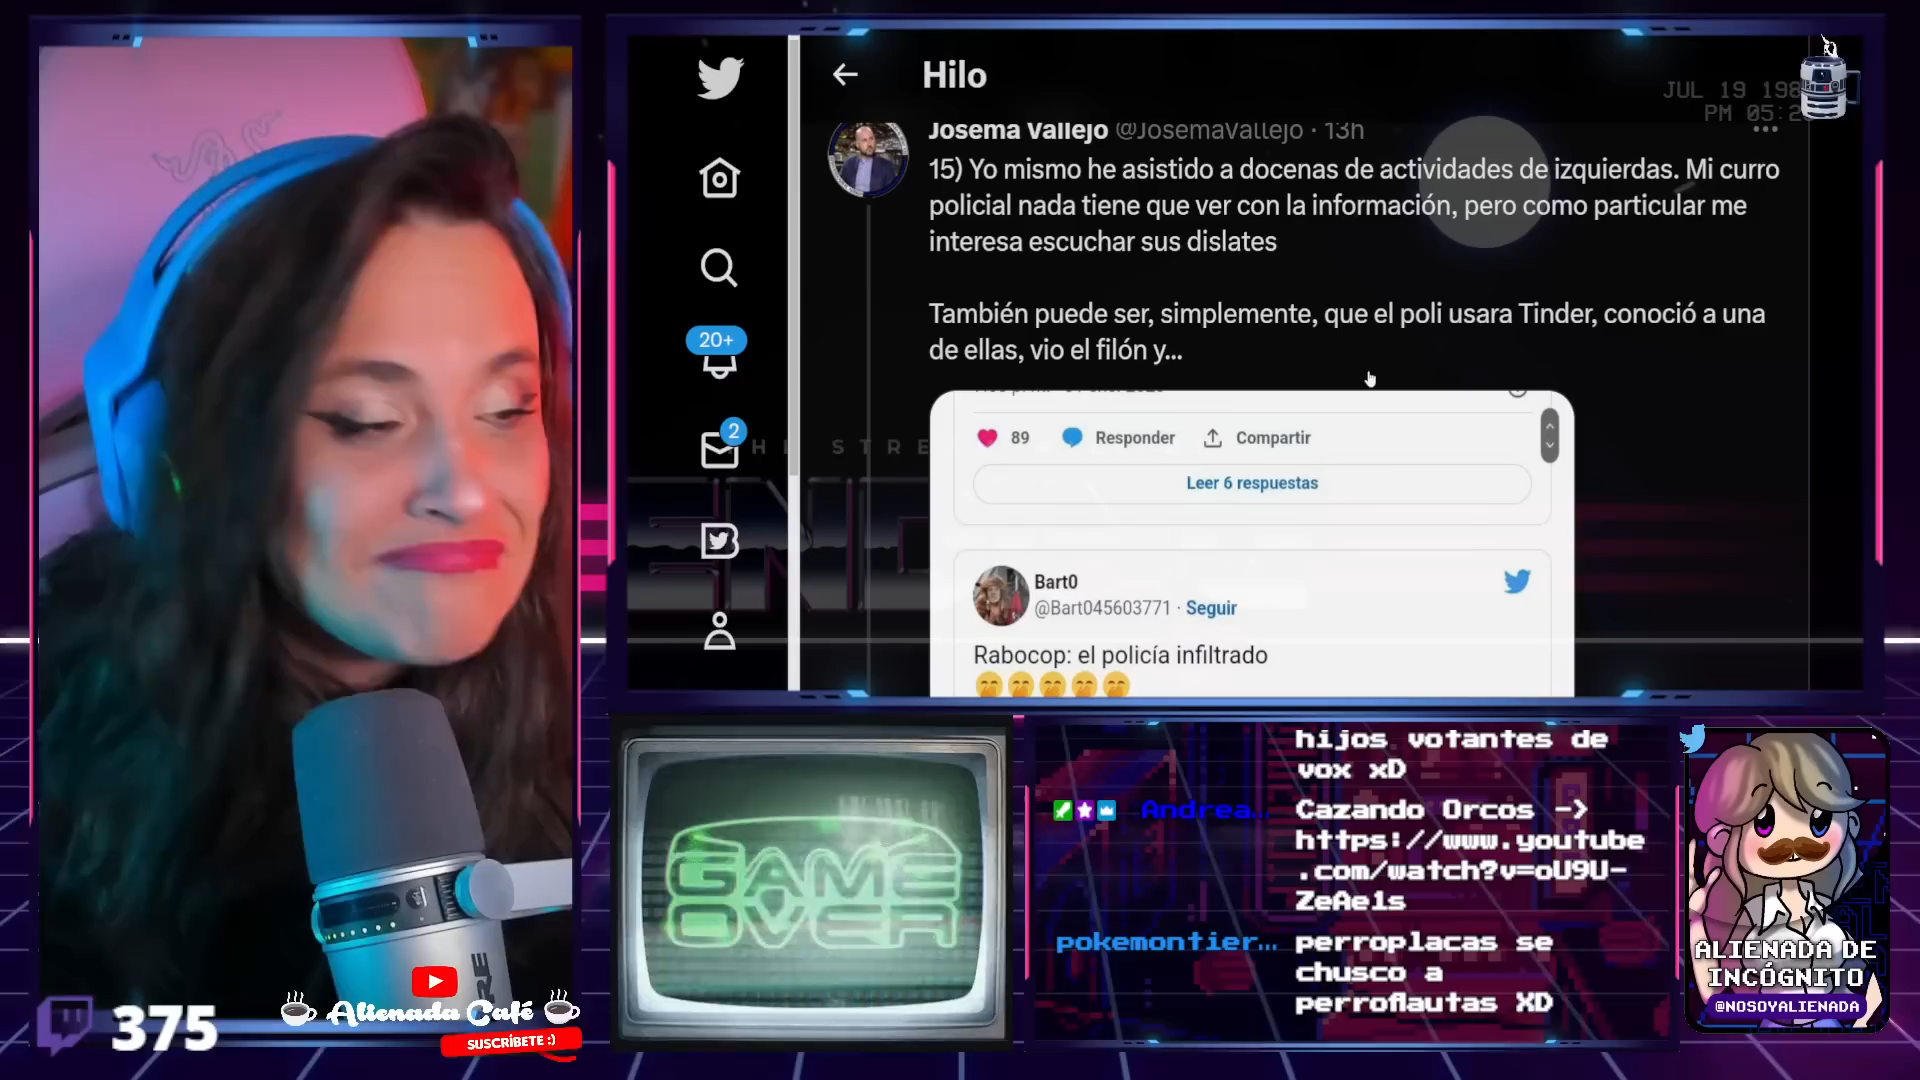 Hilo
JUL 19 198
PM 05:2
Josema Vallejo @JosemaVallejo · 13h
15) Yo mismo he asistido a docenas de actividades de izquierdas. Mi curro
policial nada tiene que ver con la información, pero como particular me
interesa escuchar sus dislates
También puede ser, simplemente, que el poli usara Tinder, conoció a una
de ellas, vio el filón y...
20+
2
89 Responder Compartir
Leer 6 respuestas
Bart0
@Bart045603771 · Seguir
Rabocop: el policía infiltrado
GAME
OVER
hijos votantes de
vox xD
Andrea... Cazando Orcos ->
https://www.youtube
.com/watch?v=oU9U-
ZeAe1s
pokemontier... perroplacas se
chusco a
perroflautas XD
ALIENADA DE
INCÓGNITO
@NOSOYALIENADA
375
Alienada Café
SUSCRÍBETE :)